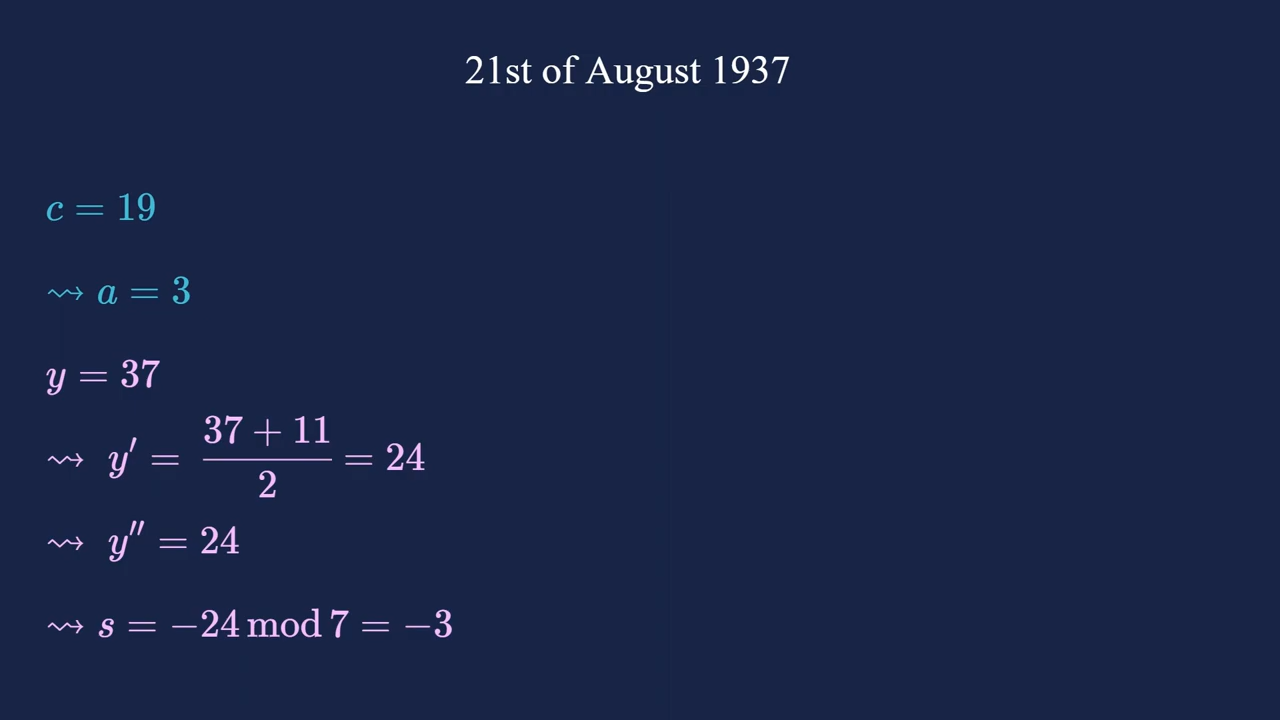 21st of August 1937
c = 19
⇝ a = 3
y = 37
⇝ y′ = (37 + 11)/2 = 24
⇝ y″ = 24
⇝ s = −24 mod 7 = −3